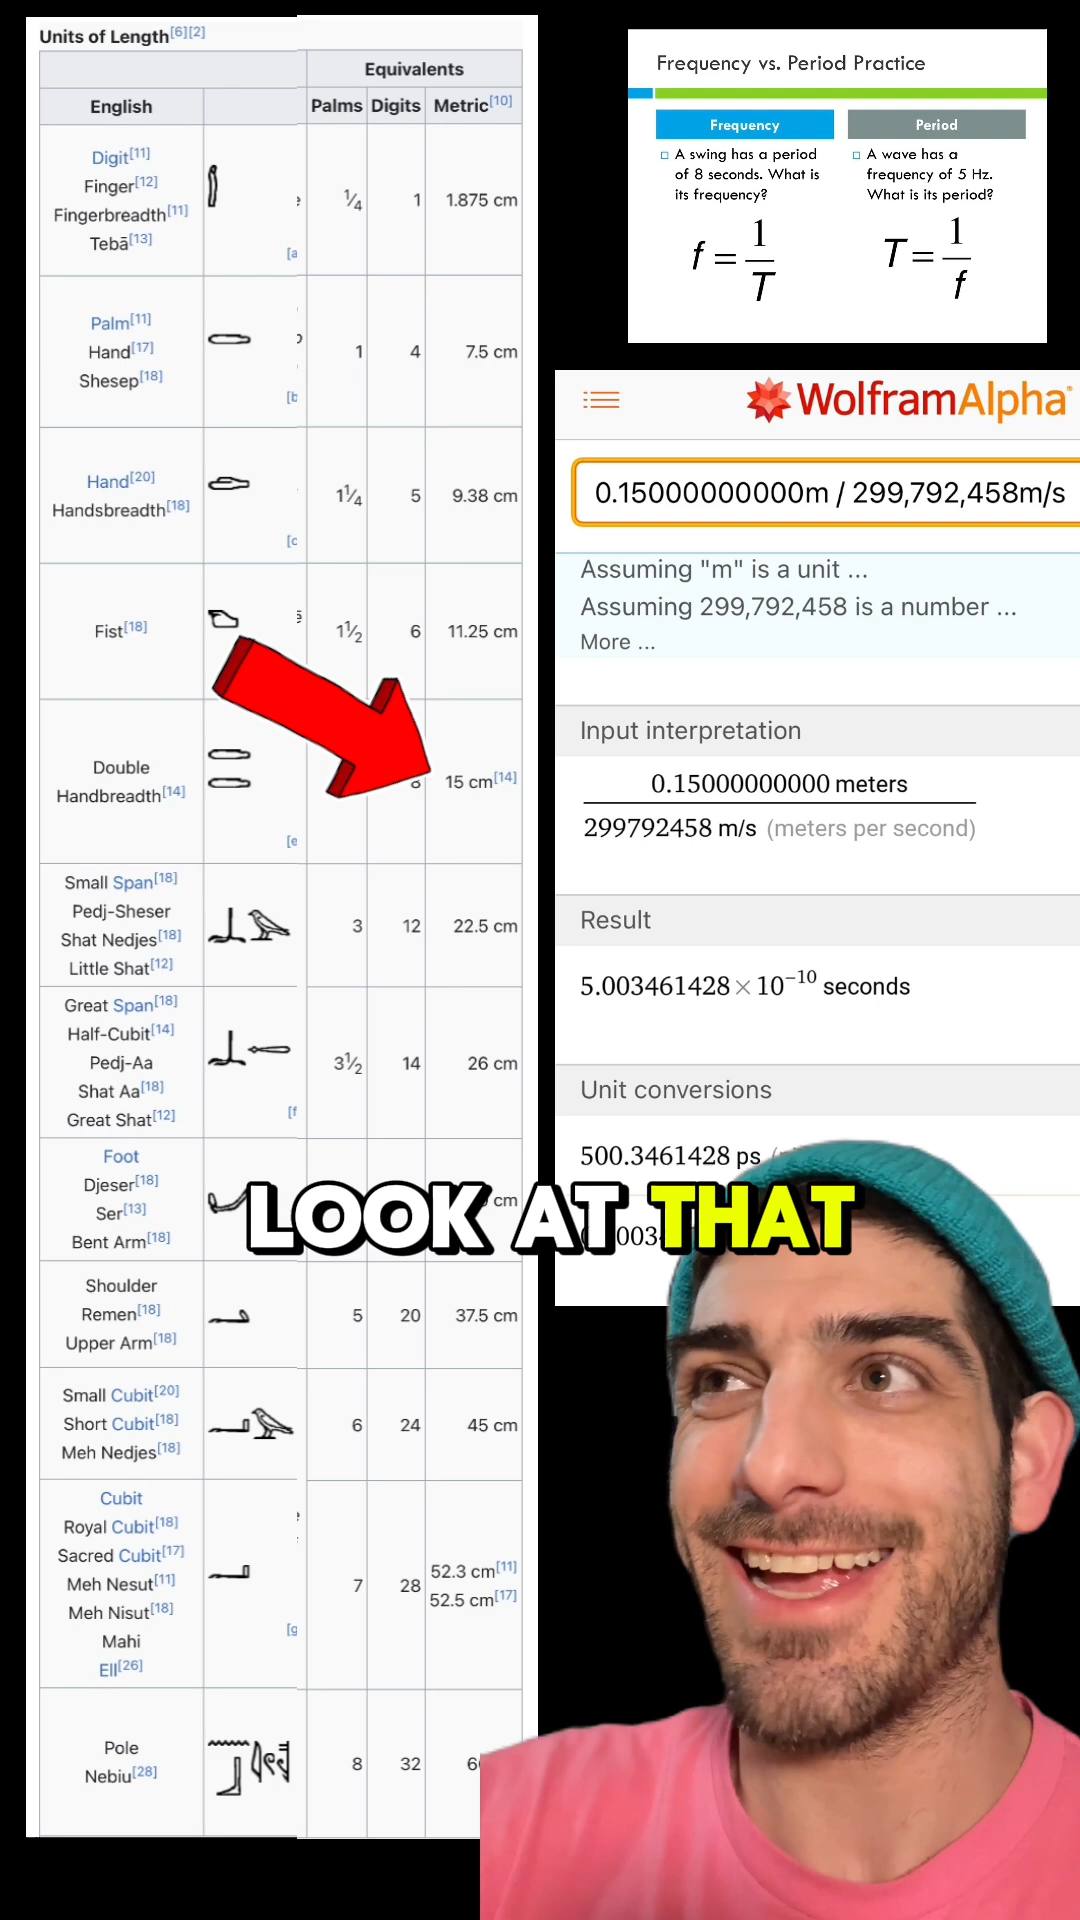 Units of Length[6][2]
Equivalents
English
Palms Digits Metric[10]
Digit[11]
Finger[12]
Fingerbreadth[11]
Tebā[13]
[a
1/4 1 1.875 cm
Palm[11]
Hand[17]
Shesep[18]
[b
1 4 7.5 cm
Hand[20]
Handsbreadth[18]
[c
1 1/4 5 9.38 cm
Fist[18]
1 1/2 6 11.25 cm
Double
Handbreadth[14]
[e
8 15 cm[14]
Small Span[18]
Pedj-Sheser
Shat Nedjes[18]
Little Shat[12]
3 12 22.5 cm
Great Span[18]
Half-Cubit[14]
Pedj-Aa
Shat Aa[18]
Great Shat[12]
[f
3 1/2 14 26 cm
Foot
Djeser[18]
Ser[13]
Bent Arm[18]
cm
Shoulder
Remen[18]
Upper Arm[18]
5 20 37.5 cm
Small Cubit[20]
Short Cubit[18]
Meh Nedjes[18]
6 24 45 cm
Cubit
Royal Cubit[18]
Sacred Cubit[17]
Meh Nesut[11]
Meh Nisut[18]
Mahi
Ell[26]
[g
7 28 52.3 cm[11]
52.5 cm[17]
Pole
Nebiu[28]
8 32 6
Frequency vs. Period Practice
Frequency
A swing has a period
of 8 seconds. What is
its frequency?
f = 1/T
Period
A wave has a
frequency of 5 Hz.
What is its period?
T = 1/f
WolframAlpha
0.15000000000m / 299,792,458m/s
Assuming "m" is a unit ...
Assuming 299,792,458 is a number ...
More ...
Input interpretation
0.15000000000 meters
299792458 m/s (meters per second)
Result
5.003461428×10⁻¹⁰ seconds
Unit conversions
500.3461428 ps
LOOK AT THAT